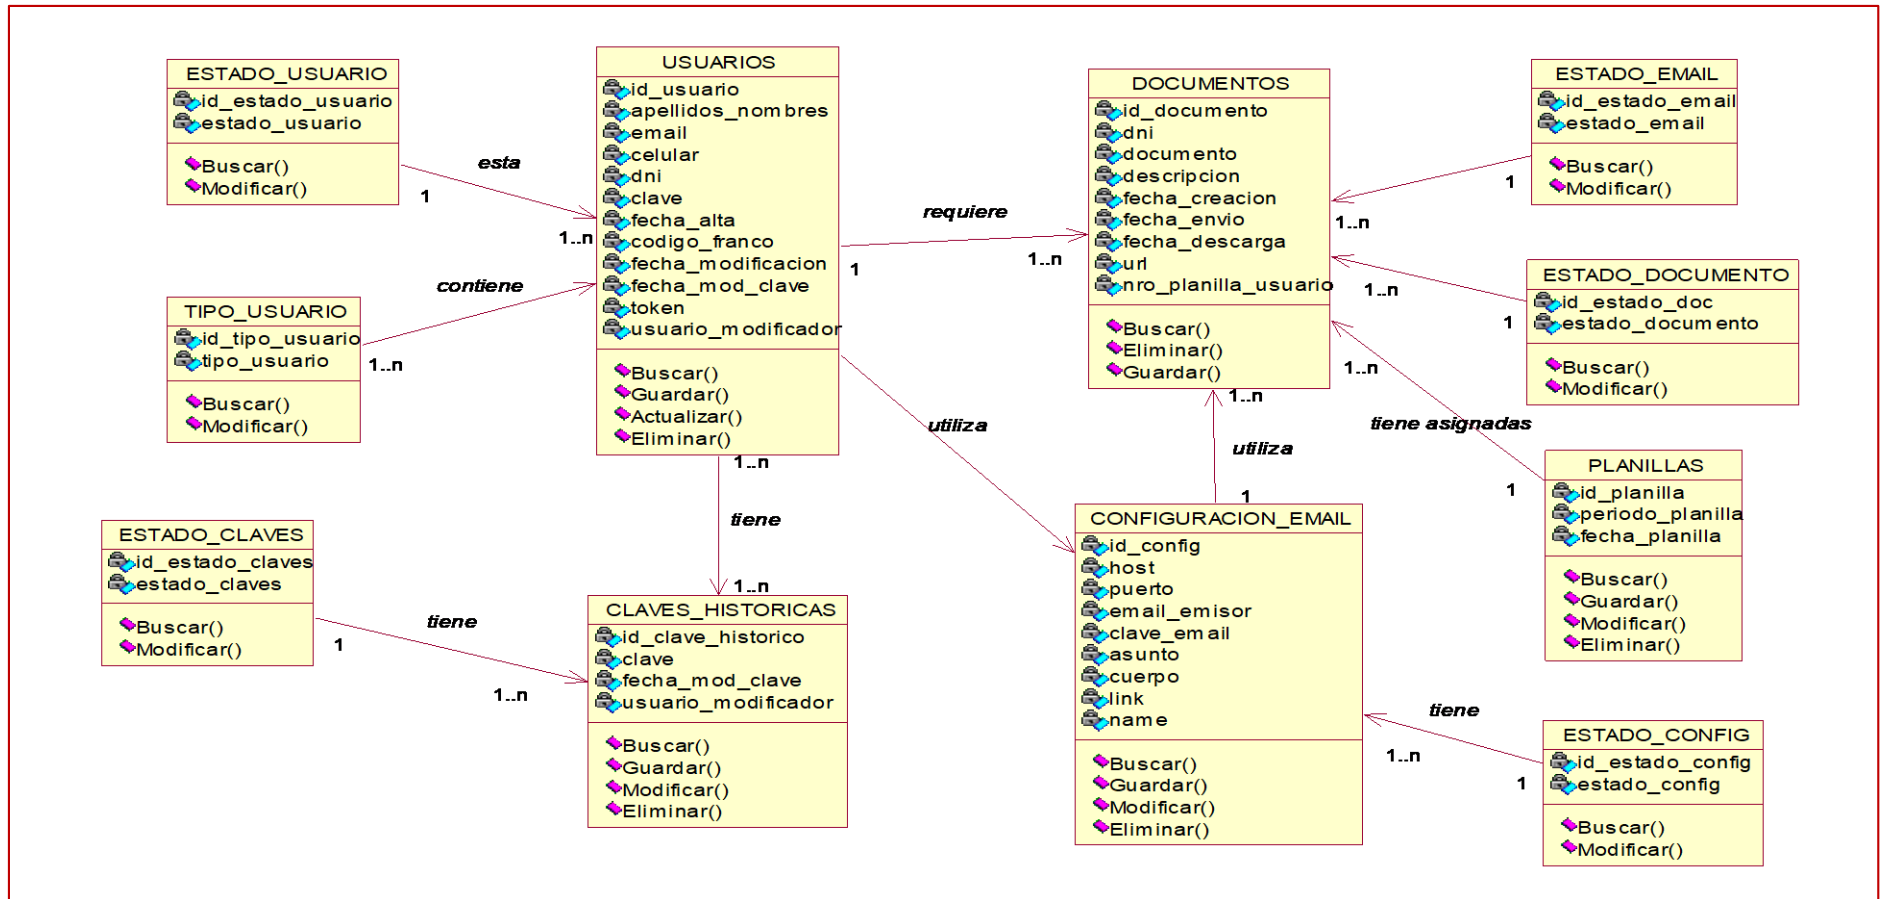 ESTADO_USUARIO
id_estado_usuario
estado_usuario
Buscar()
Modificar()
esta
1
1..n
USUARIOS
id_usuario
apellidos_nombres
email
celular
dni
clave
fecha_alta
codigo_franco
fecha_modificacion
fecha_mod_clave
token
usuario_modificador
Buscar()
Guardar()
Actualizar()
Eliminar()
requiere
1
1..n
DOCUMENTOS
id_documento
dni
documento
descripcion
fecha_creacion
fecha_envio
fecha_descarga
url
nro_planilla_usuario
Buscar()
Eliminar()
Guardar()
ESTADO_EMAIL
id_estado_email
estado_email
Buscar()
Modificar()
1
1..n
ESTADO_DOCUMENTO
id_estado_doc
estado_documento
Buscar()
Modificar()
1
1..n
TIPO_USUARIO
id_tipo_usuario
tipo_usuario
Buscar()
Modificar()
contiene
1..n
utiliza
1..n
tiene asignadas
1..n
1
PLANILLAS
id_planilla
periodo_planilla
fecha_planilla
Buscar()
Guardar()
Modificar()
Eliminar()
utiliza
1
1..n
tiene
1..n
ESTADO_CLAVES
id_estado_claves
estado_claves
Buscar()
Modificar()
tiene
1
1..n
CLAVES_HISTORICAS
id_clave_historico
clave
fecha_mod_clave
usuario_modificador
Buscar()
Guardar()
Modificar()
Eliminar()
CONFIGURACION_EMAIL
id_config
host
puerto
email_emisor
clave_email
asunto
cuerpo
link
name
Buscar()
Guardar()
Modificar()
Eliminar()
tiene
1..n
1
ESTADO_CONFIG
id_estado_config
estado_config
Buscar()
Modificar()